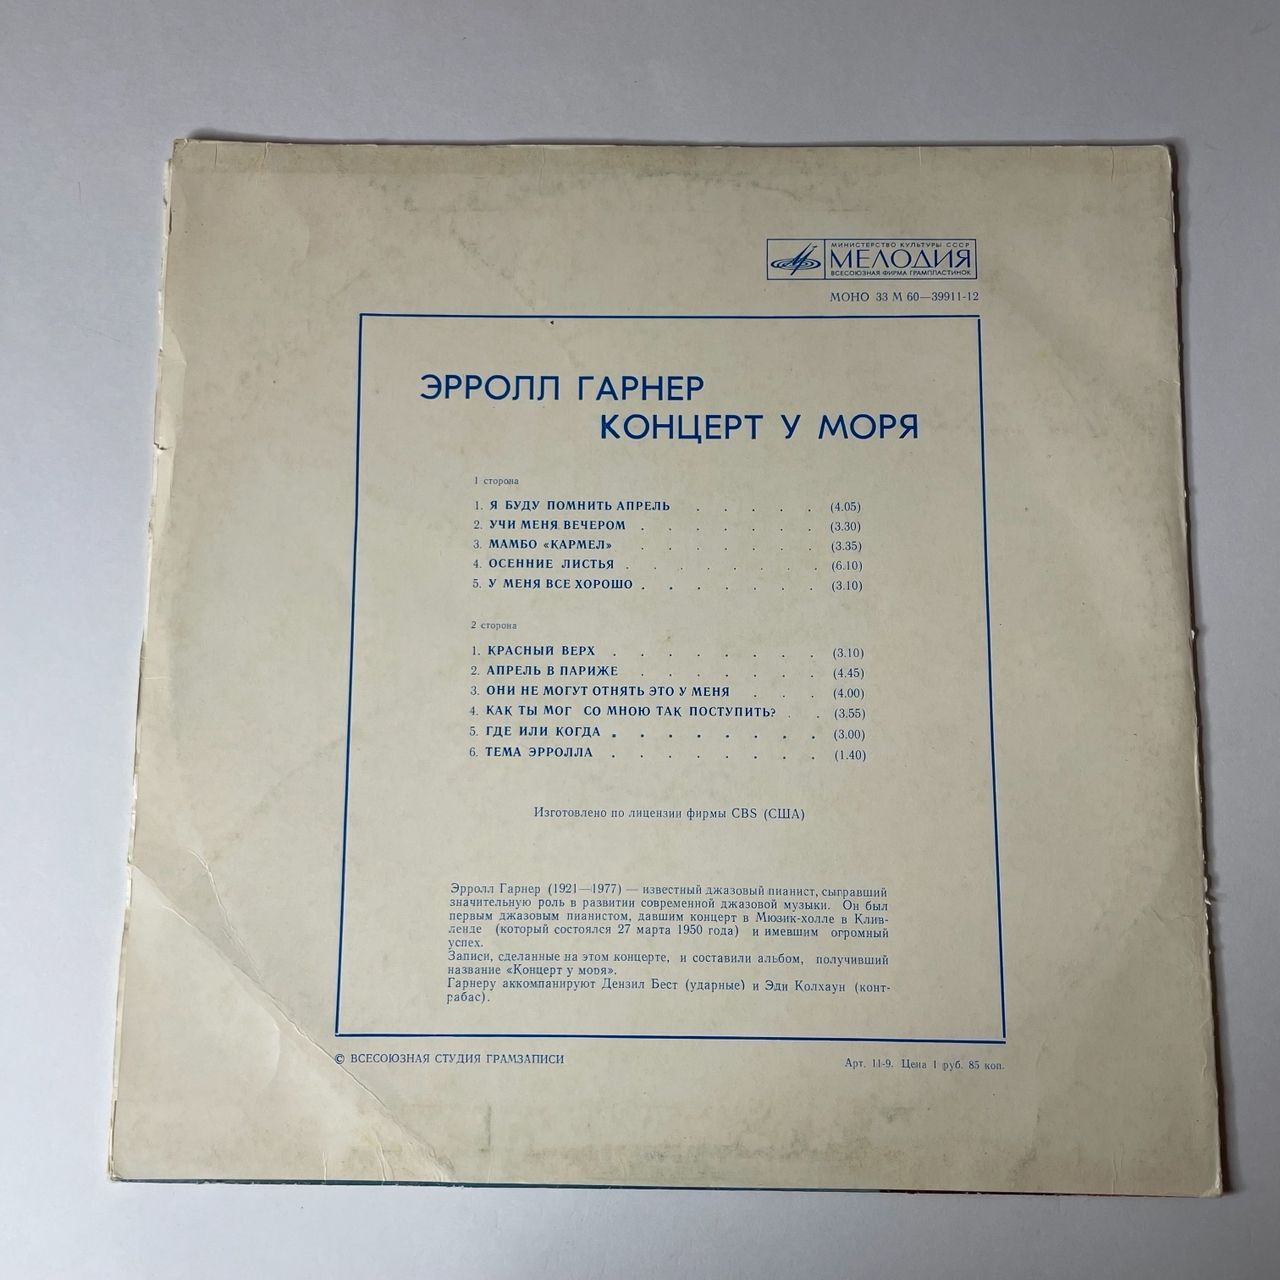 МИНИСТЕРСТВО КУЛЬТУРЫ СССР
МЕЛОДИЯ
ВСЕСОЮЗНАЯ ФИРМА ГРАМПЛАСТИНОК
МОНО 33 М 60—39911-12
ЭРРОЛЛ ГАРНЕР
КОНЦЕРТ У МОРЯ
1 сторона
1. Я БУДУ ПОМНИТЬ АПРЕЛЬ . . . . . (4.05)
2. УЧИ МЕНЯ ВЕЧЕРОМ . . . . . . . (3.30)
3. МАМБО «КАРМЕЛ» . . . . . . . (3.35)
4. ОСЕННИЕ ЛИСТЬЯ . . . . . . . . (6.10)
5. У МЕНЯ ВСЕ ХОРОШО . . . . . . . (3.10)
2 сторона
1. КРАСНЫЙ ВЕРХ . . . . . . . . (3.10)
2. АПРЕЛЬ В ПАРИЖЕ . . . . . . . (4.45)
3. ОНИ НЕ МОГУТ ОТНЯТЬ ЭТО У МЕНЯ . . . (4.00)
4. КАК ТЫ МОГ СО МНОЮ ТАК ПОСТУПИТЬ? . . (3.55)
5. ГДЕ ИЛИ КОГДА . . . . . . . . (3.00)
6. ТЕМА ЭРРОЛЛА . . . . . . . . (1.40)
Изготовлено по лицензии фирмы CBS (США)
Эрролл Гарнер (1921—1977) — известный джазовый пианист, сыгравший
значительную роль в развитии современной джазовой музыки. Он был
первым джазовым пианистом, давшим концерт в Мюзик-холле в Клив-
ленде (который состоялся 27 марта 1950 года) и имевшим огромный
успех.
Записи, сделанные на этом концерте, и составили альбом, получивший
название «Концерт у моря».
Гарнеру аккомпанируют Дензил Бест (ударные) и Эди Колхаун (конт-
рабас).
© ВСЕСОЮЗНАЯ СТУДИЯ ГРАМЗАПИСИ
Арт. 11-9. Цена 1 руб. 85 коп.